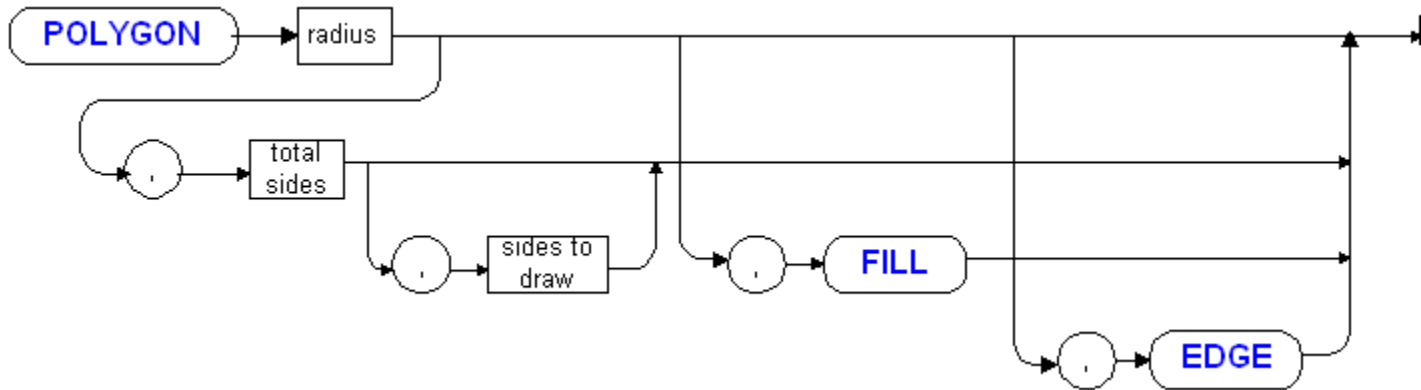 POLYGON
radius
,
total
sides
,
sides to
draw
,
FILL
,
EDGE